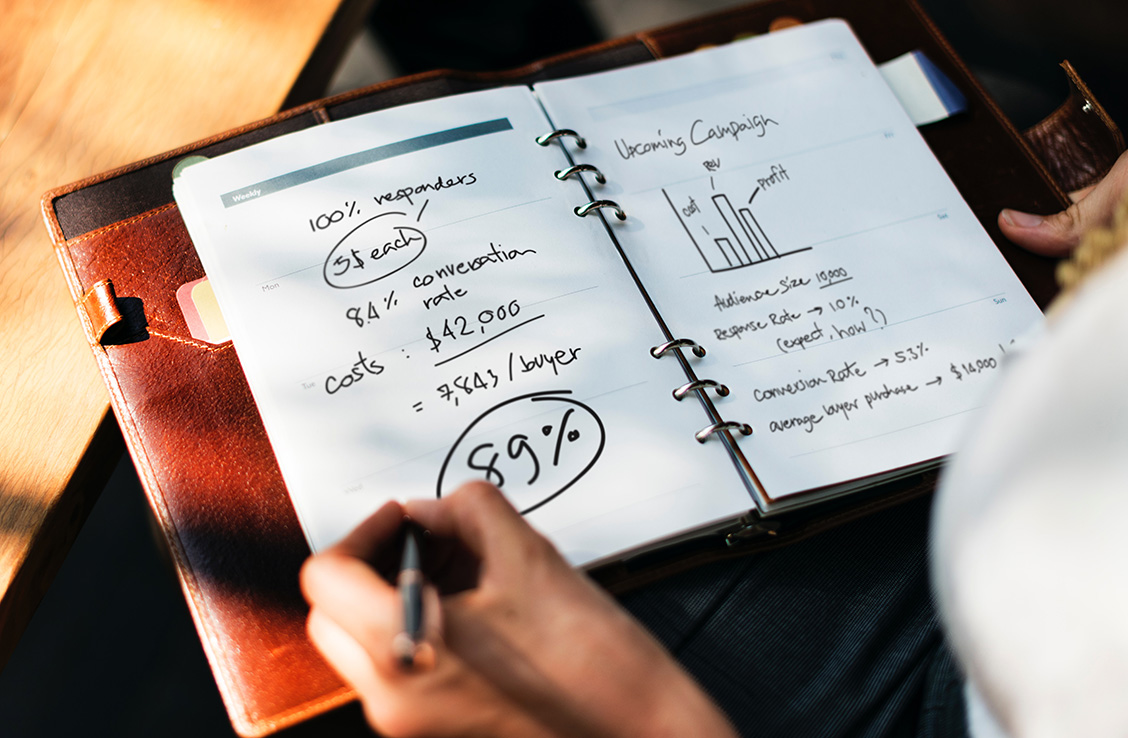 Weekly
100% responders
5$ each
8.4% conversation
rate
Costs : $42,000
= 7,843 /buyer
89%
Mon
Tue
Wed
Upcoming Campaign
Rev
cost
profit
Audience Size 10,000
Response Rate → 10%
(expect, how?)
Conversion Rate → 5.3%
average buyer purchase → $14000
Sat
Sun